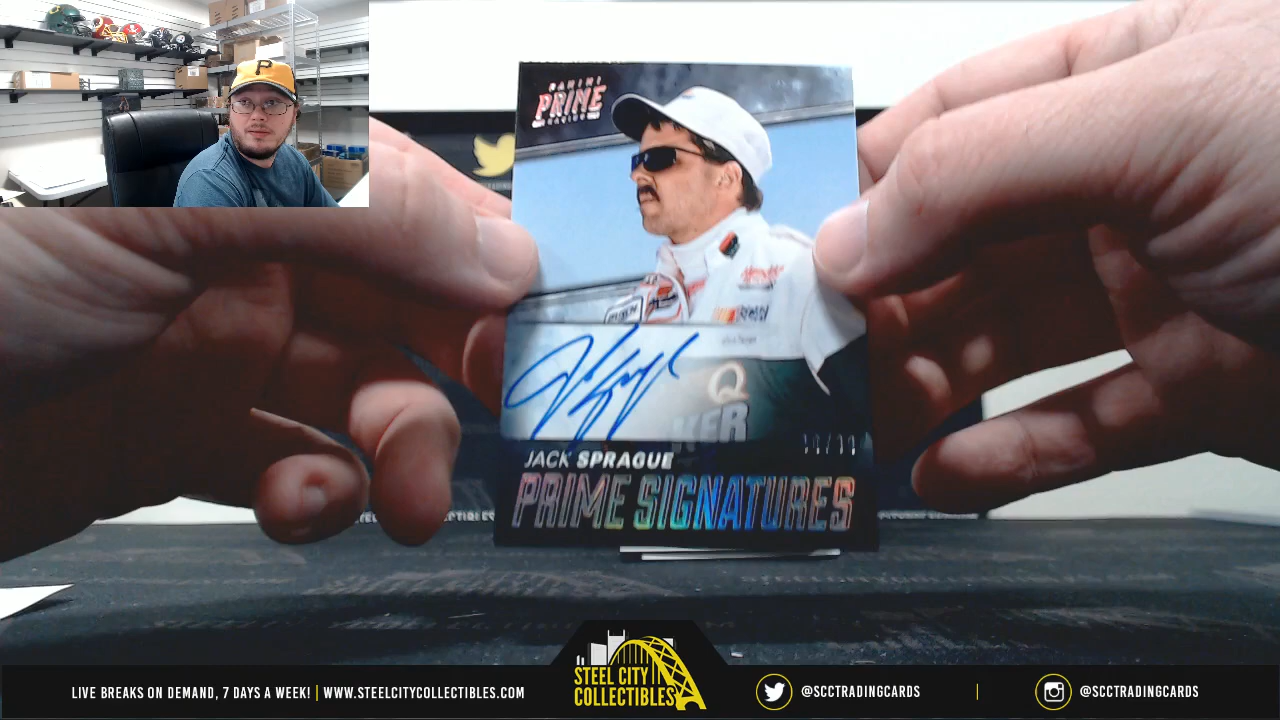 P
PANINI
PRIME
RACING
Q
JACK SPRAGUE
PRIME SIGNATURES
STEEL CITY
COLLECTIBLES
LIVE BREAKS ON DEMAND, 7 DAYS A WEEK! | WWW.STEELCITYCOLLECTIBLES.COM
@SCCTRADINGCARDS | @SCCTRADINGCARDS